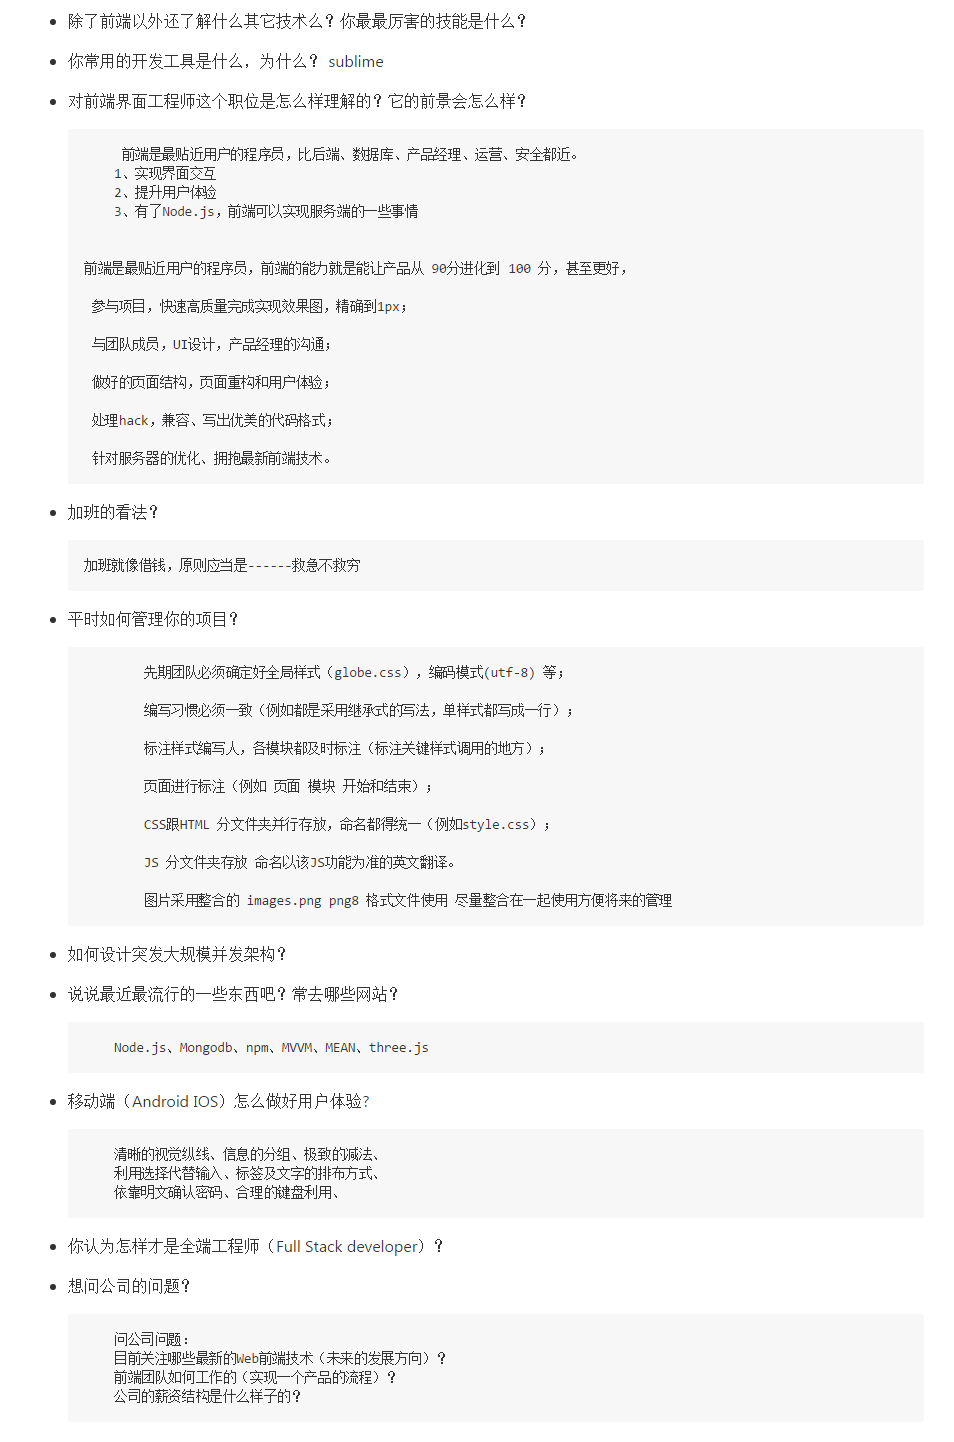 除了前端以外还了解什么其它技术么？你最最厉害的技能是什么？
你常用的开发工具是什么，为什么？ sublime
对前端界面工程师这个职位是怎么样理解的？它的前景会怎么样？
前端是最贴近用户的程序员，比后端、数据库、产品经理、运营、安全都近。
1、实现界面交互
2、提升用户体验
3、有了Node.js，前端可以实现服务端的一些事情
前端是最贴近用户的程序员，前端的能力就是能让产品从 90分进化到 100 分，甚至更好，
参与项目，快速高质量完成实现效果图，精确到1px；
与团队成员，UI设计，产品经理的沟通；
做好的页面结构，页面重构和用户体验；
处理hack，兼容、写出优美的代码格式；
针对服务器的优化、拥抱最新前端技术。
加班的看法？
加班就像借钱，原则应当是------救急不救穷
平时如何管理你的项目？
先期团队必须确定好全局样式（globe.css），编码模式(utf-8) 等；
编写习惯必须一致（例如都是采用继承式的写法，单样式都写成一行）；
标注样式编写人，各模块都及时标注（标注关键样式调用的地方）；
页面进行标注（例如 页面 模块 开始和结束）；
CSS跟HTML 分文件夹并行存放，命名都得统一（例如style.css）；
JS 分文件夹存放 命名以该JS功能为准的英文翻译。
图片采用整合的 images.png png8 格式文件使用 尽量整合在一起使用方便将来的管理
如何设计突发大规模并发架构？
说说最近最流行的一些东西吧？常去哪些网站？
Node.js、Mongodb、npm、MVVM、MEAN、three.js
移动端（Android IOS）怎么做好用户体验?
清晰的视觉纵线、信息的分组、极致的减法、
利用选择代替输入、标签及文字的排布方式、
依靠明文确认密码、合理的键盘利用、
你认为怎样才是全端工程师（Full Stack developer）？
想问公司的问题？
问公司问题：
目前关注哪些最新的Web前端技术（未来的发展方向）？
前端团队如何工作的（实现一个产品的流程）？
公司的薪资结构是什么样子的？